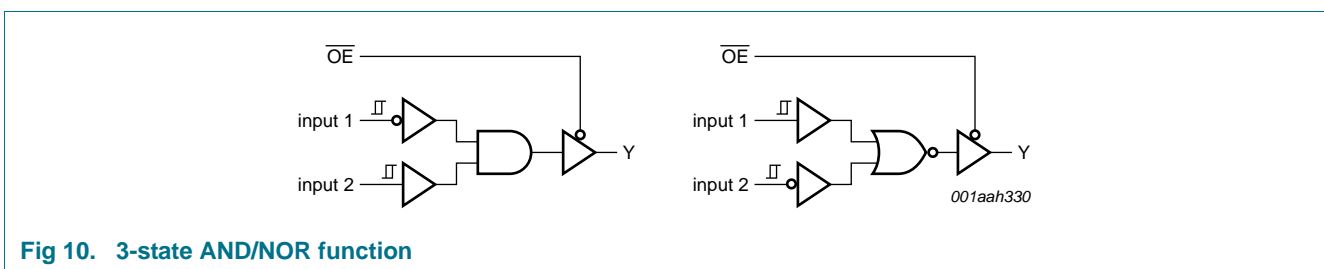 OE
OE
input 1
input 2
Y
input 1
input 2
Y
001aah330
Fig 10. 3-state AND/NOR function